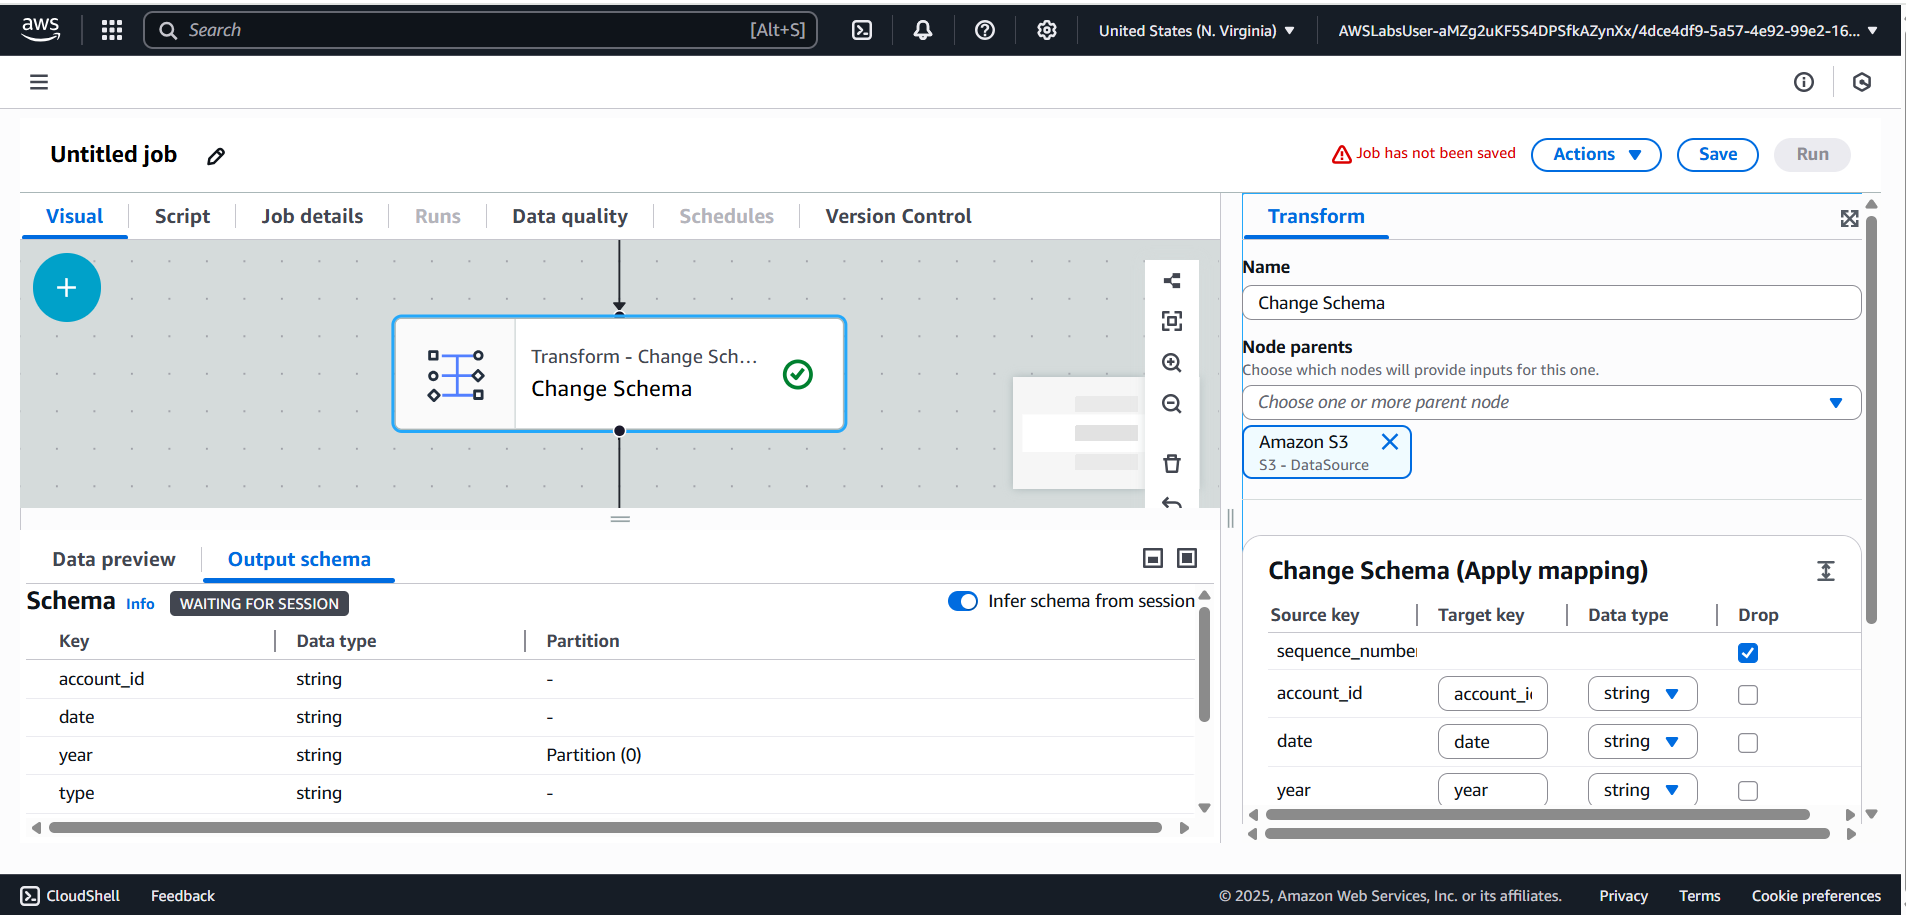 aws
Search [Alt+S]
United States (N. Virginia)
AWSLabsUser-aMZg2uKF5S4DPSfkAZynXx/4dce4df9-5a57-4e92-99e2-16...
Untitled job
Job has not been saved
Actions
Save
Run
Visual
Script
Job details
Runs
Data quality
Schedules
Version Control
Transform - Change Sch...
Change Schema
Data preview
Output schema
Schema Info WAITING FOR SESSION
Infer schema from session
Key Data type Partition
account_id string -
date string -
year string Partition (0)
type string -
Transform
Name
Change Schema
Node parents
Choose which nodes will provide inputs for this one.
Choose one or more parent node
Amazon S3
S3 - DataSource
Change Schema (Apply mapping)
Source key Target key Data type Drop
sequence_number
account_id account_id string
date date string
year year string
CloudShell
Feedback
© 2025, Amazon Web Services, Inc. or its affiliates.
Privacy
Terms
Cookie preferences